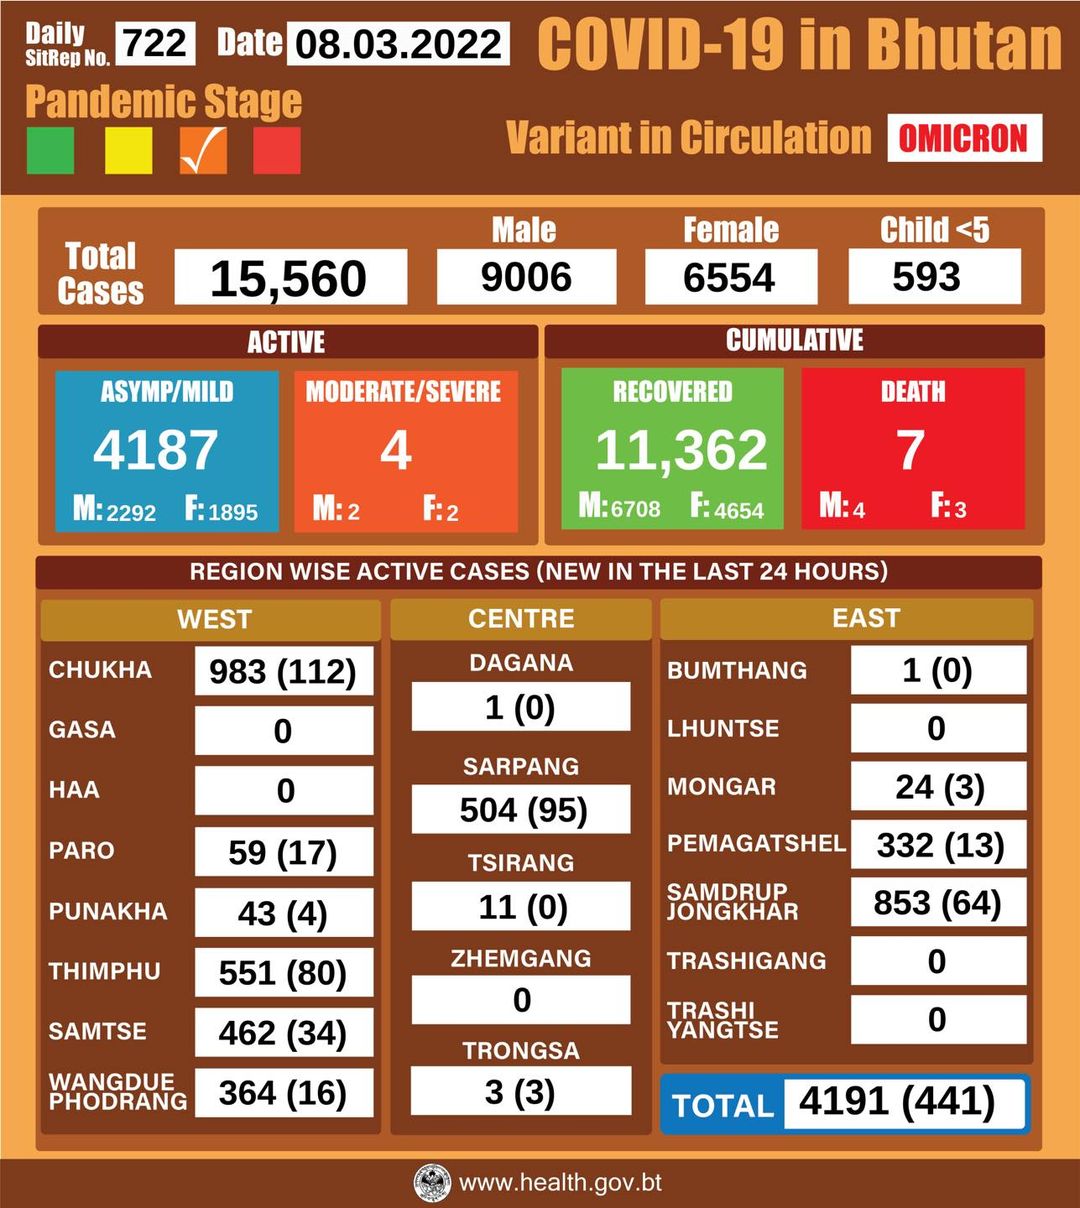 Daily
SitRep No. 722 Date 08.03.2022 COVID-19 in Bhutan
Pandemic Stage
Variant in Circulation OMICRON
Total Cases 15,560
Male 9006
Female 6554
Child <5 593
ACTIVE
ASYMP/MILD
4187
M: 2292 F: 1895
MODERATE/SEVERE
4
M: 2 F: 2
CUMULATIVE
RECOVERED
11,362
M: 6708 F: 4654
DEATH
7
M: 4 F: 3
REGION WISE ACTIVE CASES (NEW IN THE LAST 24 HOURS)
WEST
CHUKHA 983 (112)
GASA 0
HAA 0
PARO 59 (17)
PUNAKHA 43 (4)
THIMPHU 551 (80)
SAMTSE 462 (34)
WANGDUE PHODRANG 364 (16)
CENTRE
DAGANA
1 (0)
SARPANG
504 (95)
TSIRANG
11 (0)
ZHEMGANG
0
TRONGSA
3 (3)
EAST
BUMTHANG 1 (0)
LHUNTSE 0
MONGAR 24 (3)
PEMAGATSHEL 332 (13)
SAMDRUP JONGKHAR 853 (64)
TRASHIGANG 0
TRASHI YANGTSE 0
TOTAL 4191 (441)
www.health.gov.bt